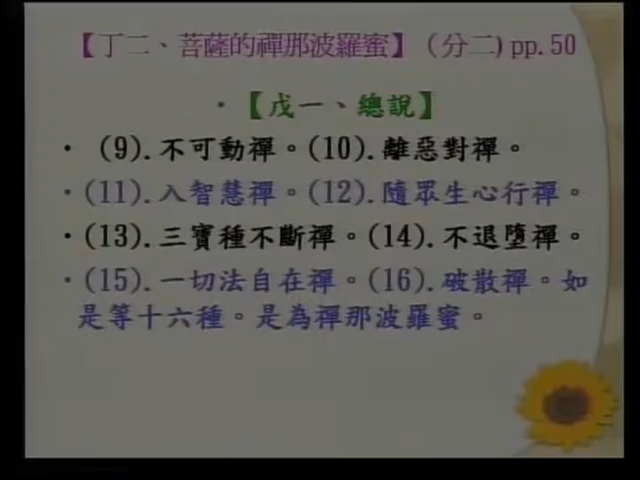 【丁二、菩薩的禪那波羅蜜】（分二）pp.50
•【戊一、總說】
• (9).不可動禪。(10).離惡對禪。
• (11).入智慧禪。(12).隨眾生心行禪。
• (13).三寶種不斷禪。(14).不退墮禪。
• (15).一切法自在禪。(16).破散禪。如
是等十六種。是為禪那波羅蜜。